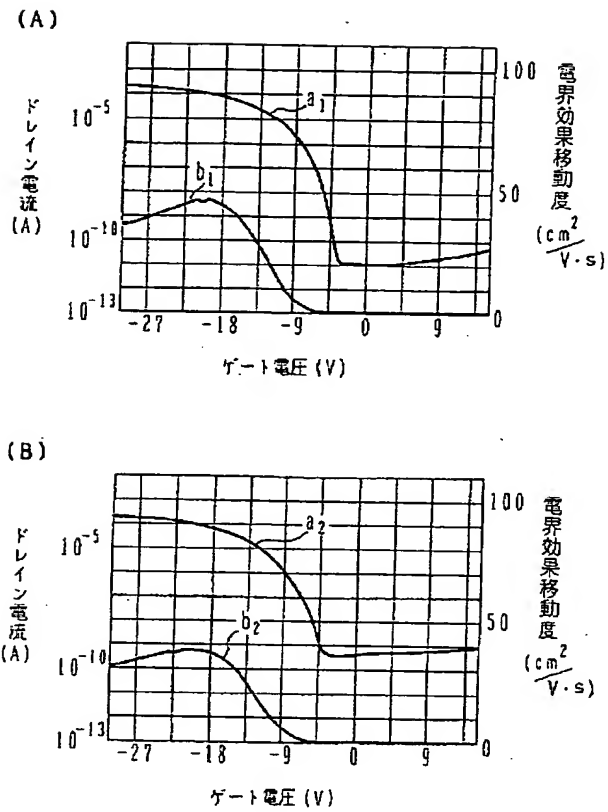 (A)
ドレイン電流
(A)
10⁻⁵
10⁻¹⁰
10⁻¹³
a₁
b₁
100
50
0
電界効果移動度
(cm²/V·s)
-27 -18 -9 0 9
ゲート電圧(V)
(B)
ドレイン電流
(A)
10⁻⁵
10⁻¹⁰
10⁻¹³
a₂
b₂
100
50
0
電界効果移動度
(cm²/V·s)
-27 -18 -9 0 9
ゲート電圧(V)